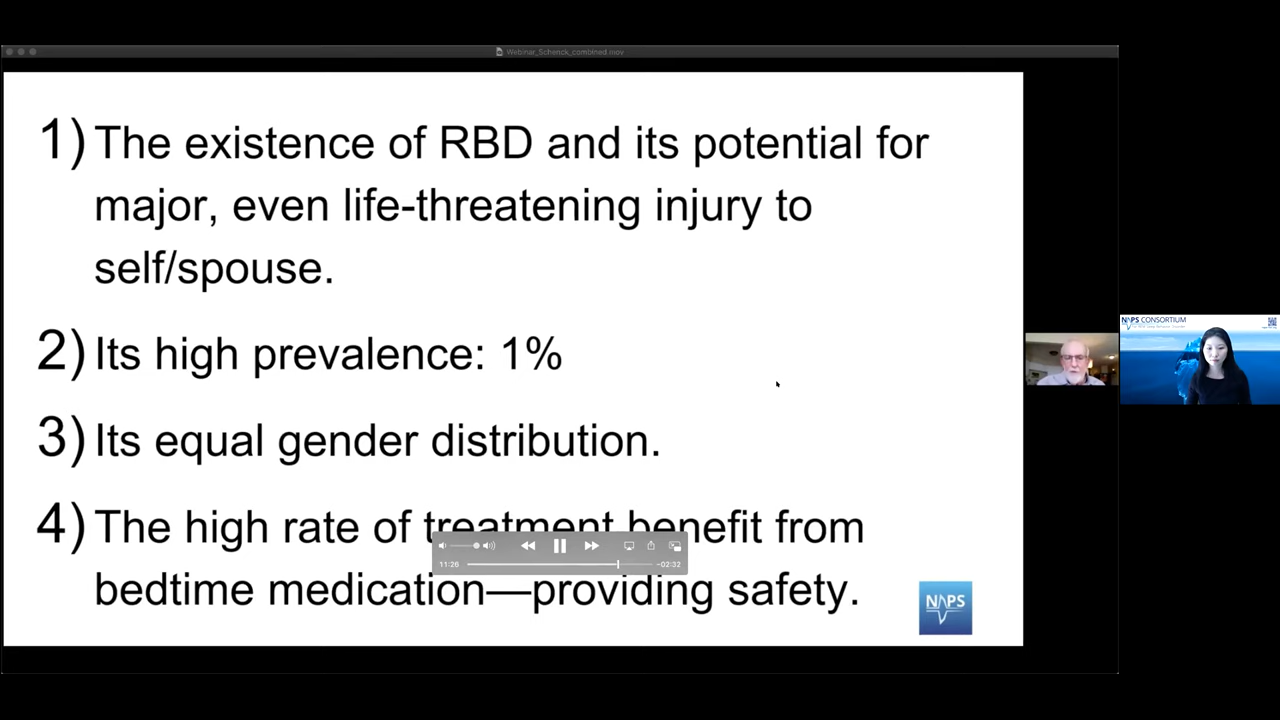 Webinar_Schenck_combined.mov
1) The existence of RBD and its potential for
major, even life-threatening injury to
self/spouse.
2) Its high prevalence: 1%
3) Its equal gender distribution.
4) The high rate of treatment benefit from
bedtime medication—providing safety.
11:26
-02:32
NAPS
NAPS CONSORTIUM